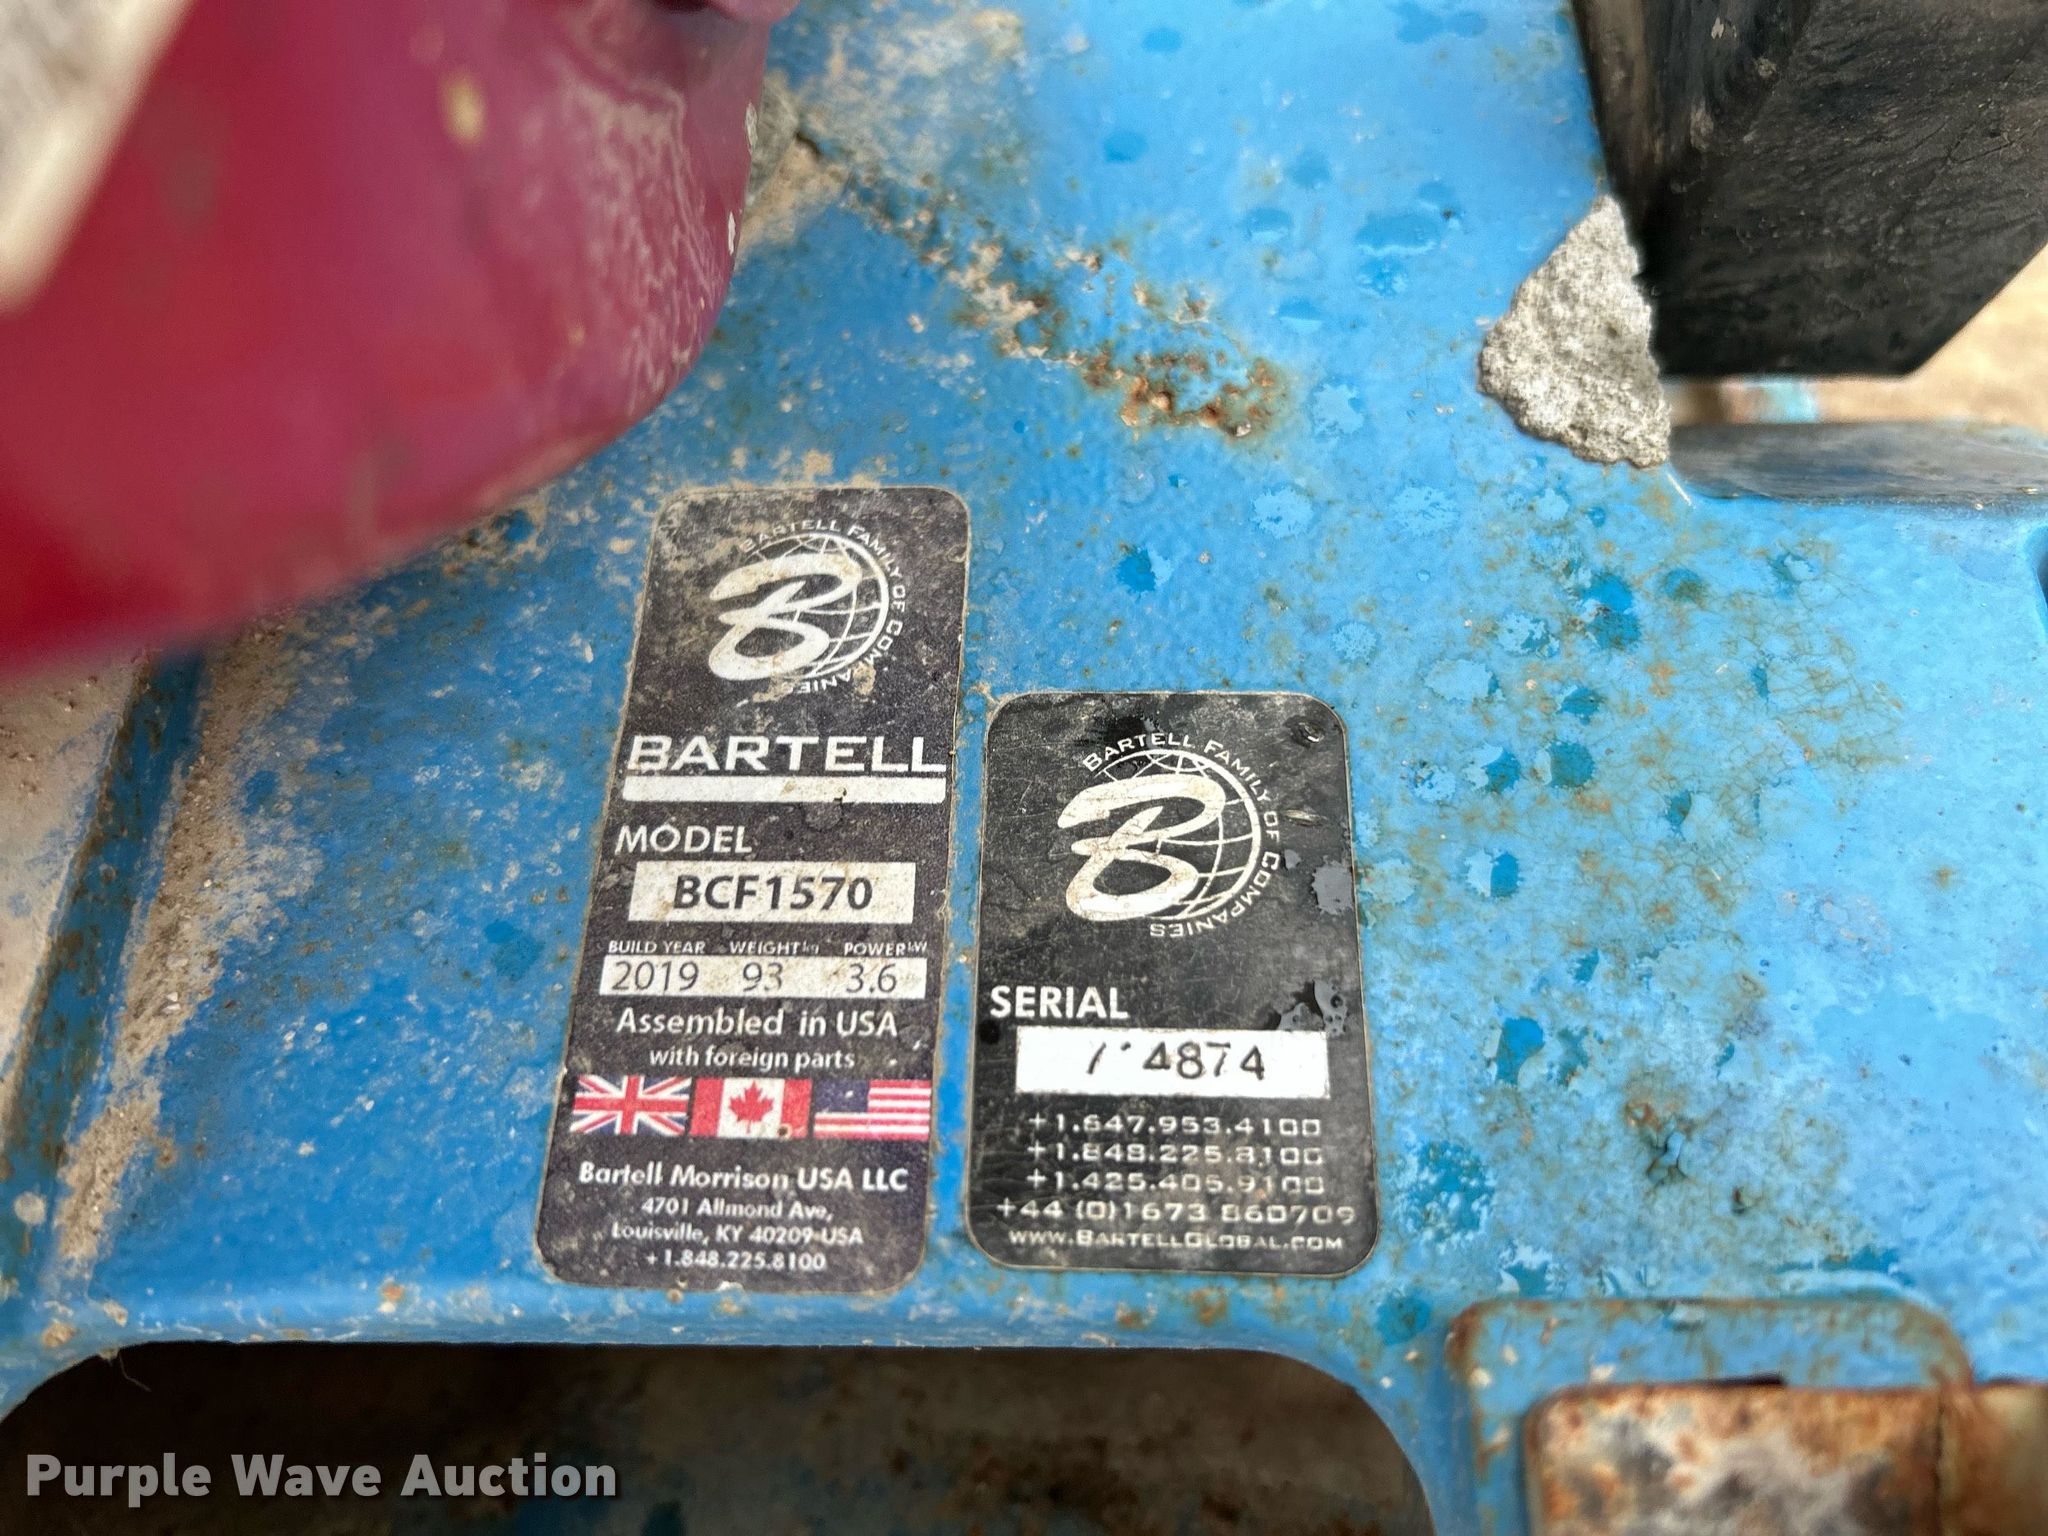 BARTELL FAMILY OF COMPANIES
B
BARTELL
MODEL
BCF1570
BUILD YEAR WEIGHT kg POWER kW
2019 93 3.6
Assembled in USA
with foreign parts
Bartell Morrison USA LLC
4701 Allmond Ave,
Louisville, KY 40209 USA
+1.848.225.8100
BARTELL FAMILY OF COMPANIES
B
SERIAL
4874
+1.647.953.4100
+1.848.225.8100
+1.425.405.9100
+44 (0)1673 860709
WWW.BARTELLGLOBAL.COM
Purple Wave Auction